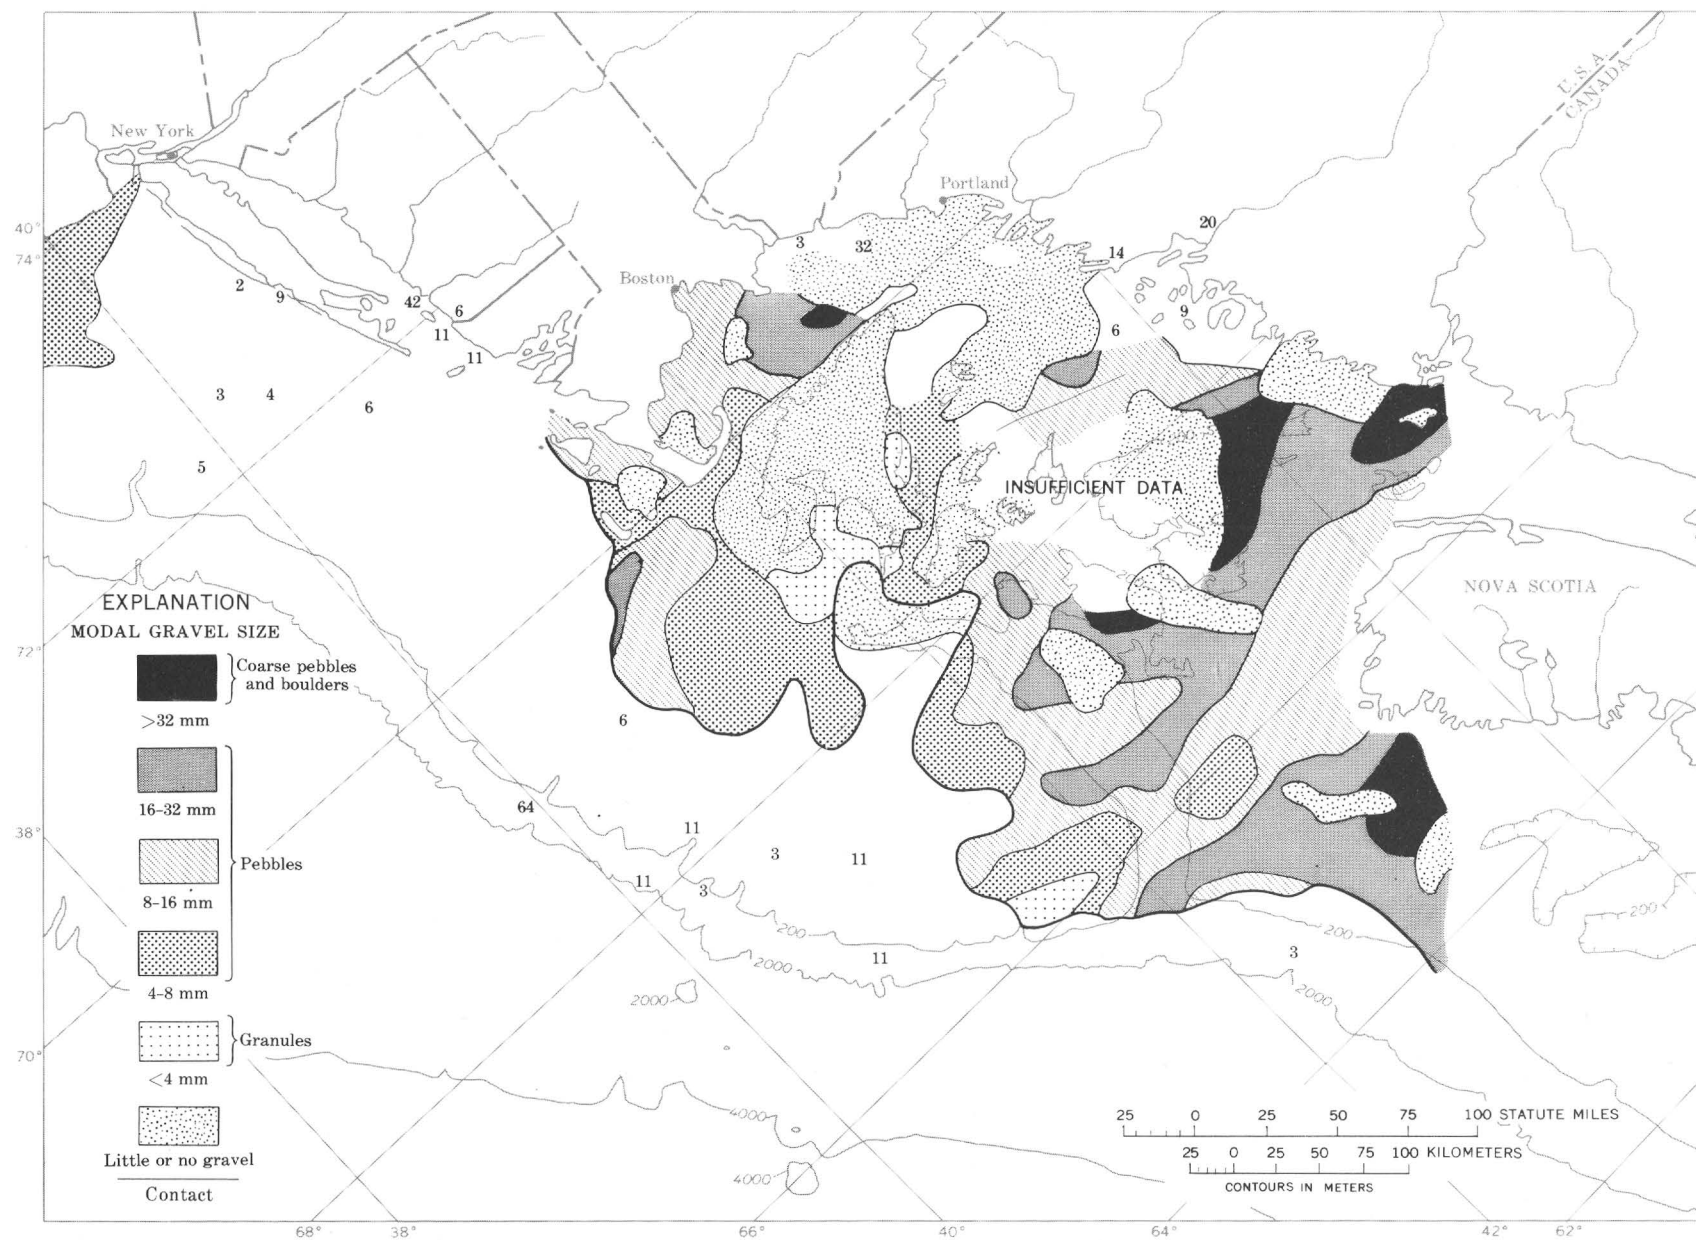 U.S.A.
CANADA
New York
Portland
40°
74°
3
32
20
14
Boston
2
9
42
6
11
11
9
6
3
4
6
5
INSUFFICIENT DATA
NOVA SCOTIA
EXPLANATION
MODAL GRAVEL SIZE
72°
Coarse pebbles
and boulders
>32 mm
6
16-32 mm
64
38°
11
3
11
Pebbles
11
3
8-16 mm
200
200
200
3
11
2000
2000
4-8 mm
2000
Granules
70°
<4 mm
4000
25 0 25 50 75 100 STATUTE MILES
25 0 25 50 75 100 KILOMETERS
CONTOURS IN METERS
Little or no gravel
4000
Contact
68° 38° 66° 40° 64° 42° 62°